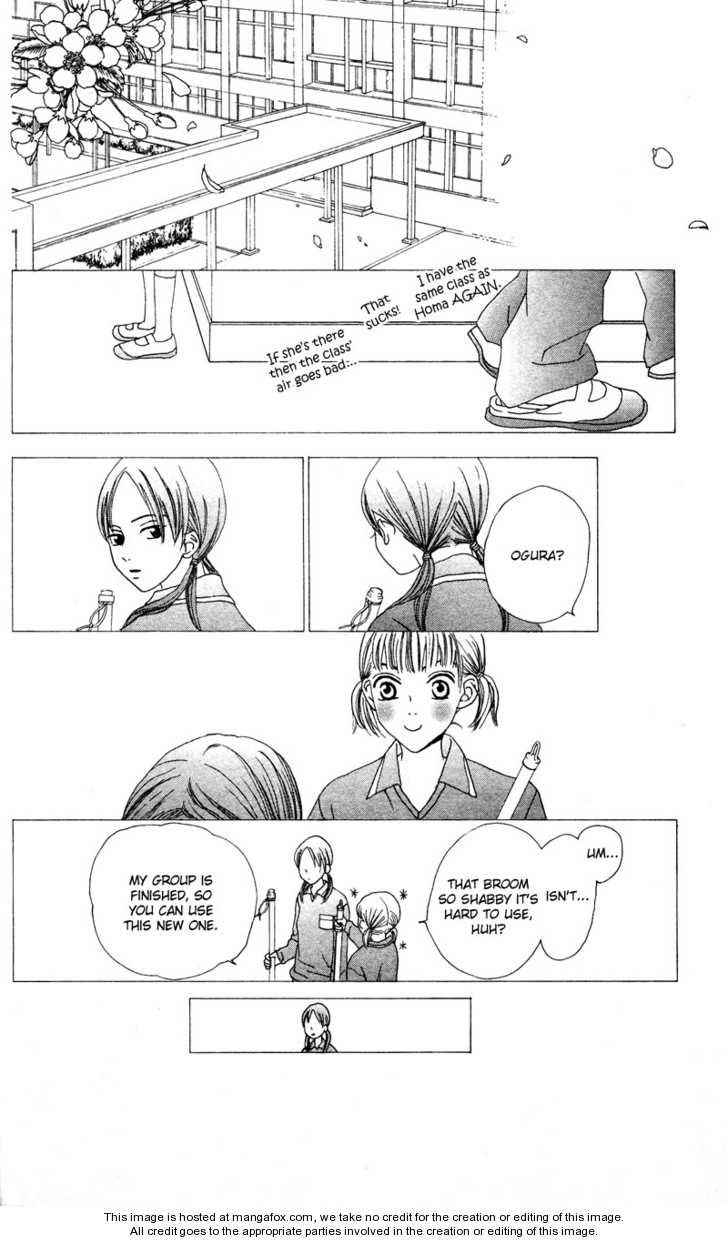 I have the
same class as
Homa AGAIN.
That
sucks!
If she's there
then the class'
air goes bad...
OGURA?
UM...
ISN'T...
THAT BROOM
SO SHABBY IT'S
HARD TO USE,
HUH?
MY GROUP IS
FINISHED, SO
YOU CAN USE
THIS NEW ONE.
This image is hosted at mangafox.com, we take no credit for the creation or editing of this image.
All credit goes to the appropriate parties involved in the creation or editing of this image.